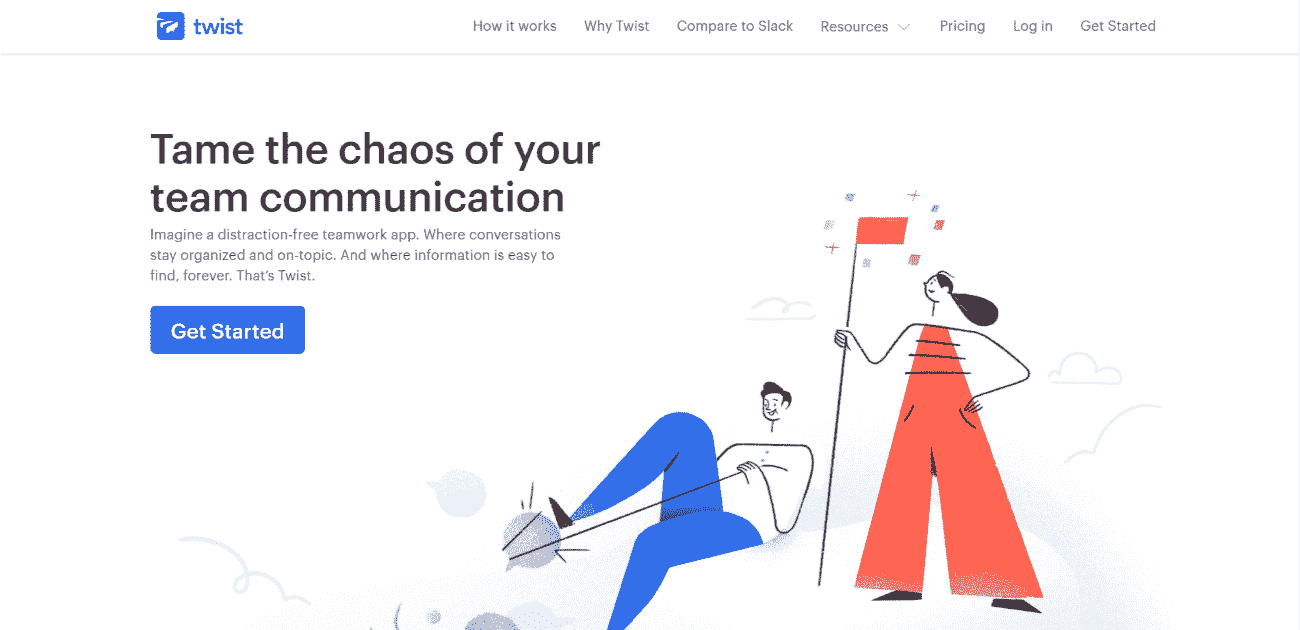 twist
How it works
Why Twist
Compare to Slack
Resources
Pricing
Log in
Get Started
Tame the chaos of your
team communication
Imagine a distraction-free teamwork app. Where conversations
stay organized and on-topic. And where information is easy to
find, forever. That's Twist.
Get Started